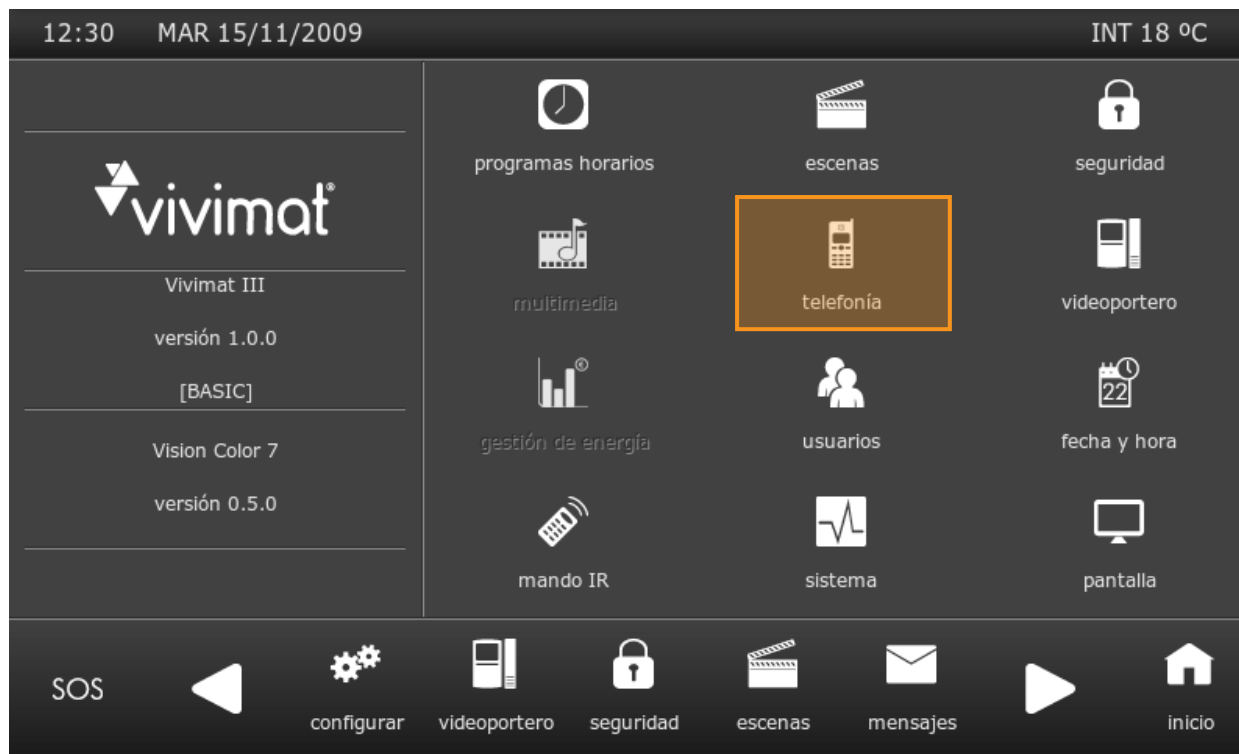 12:30 MAR 15/11/2009 INT 18 ºC
vivimat®
Vivimat III
versión 1.0.0
[BASIC]
Vision Color 7
versión 0.5.0
programas horarios escenas seguridad
multimedia telefonía videoportero
€
22
gestión de energía usuarios fecha y hora
mando IR sistema pantalla
SOS
configurar videoportero seguridad escenas mensajes inicio